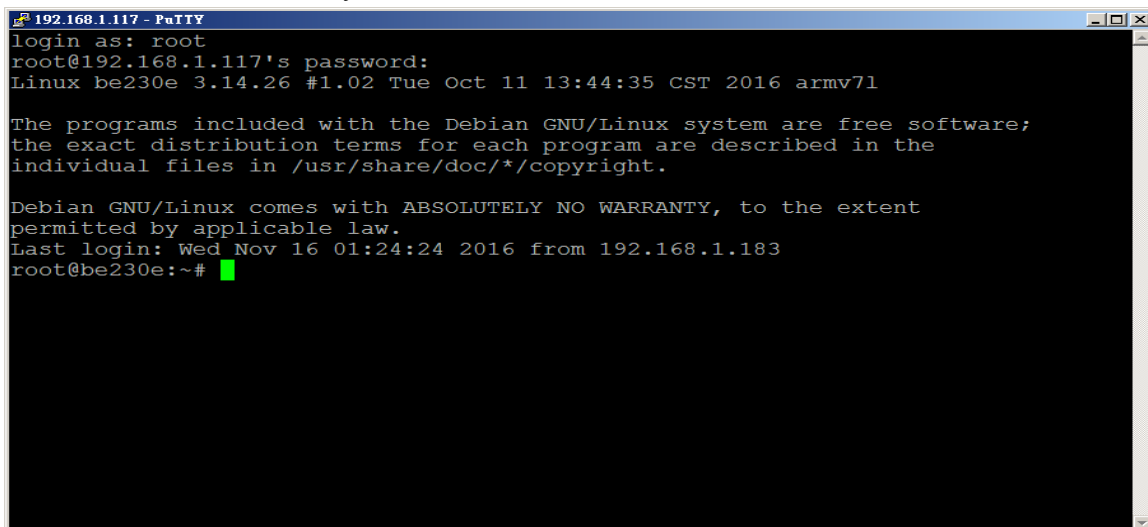 192.168.1.117 - PuTTY
login as: root
root@192.168.1.117's password:
Linux be230e 3.14.26 #1.02 Tue Oct 11 13:44:35 CST 2016 armv7l

The programs included with the Debian GNU/Linux system are free software;
the exact distribution terms for each program are described in the
individual files in /usr/share/doc/*/copyright.

Debian GNU/Linux comes with ABSOLUTELY NO WARRANTY, to the extent
permitted by applicable law.
Last login: Wed Nov 16 01:24:24 2016 from 192.168.1.183
root@be230e:~#